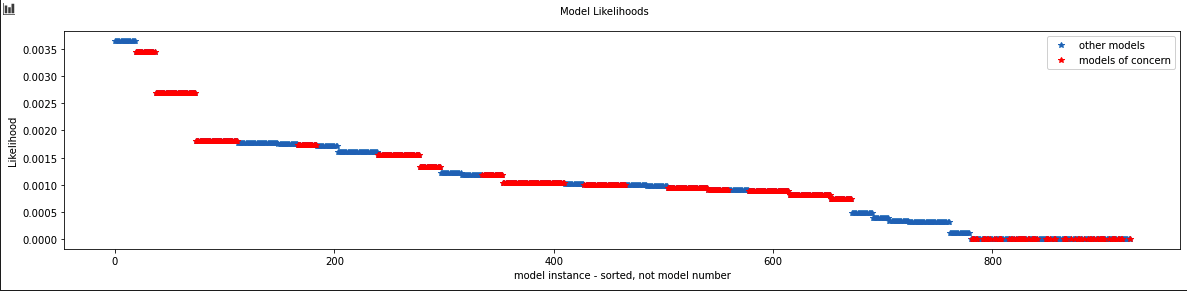 Model Likelihoods
other models
models of concern
Likelihood
0.0035
0.0030
0.0025
0.0020
0.0015
0.0010
0.0005
0.0000
0 200 400 600 800
model instance - sorted, not model number